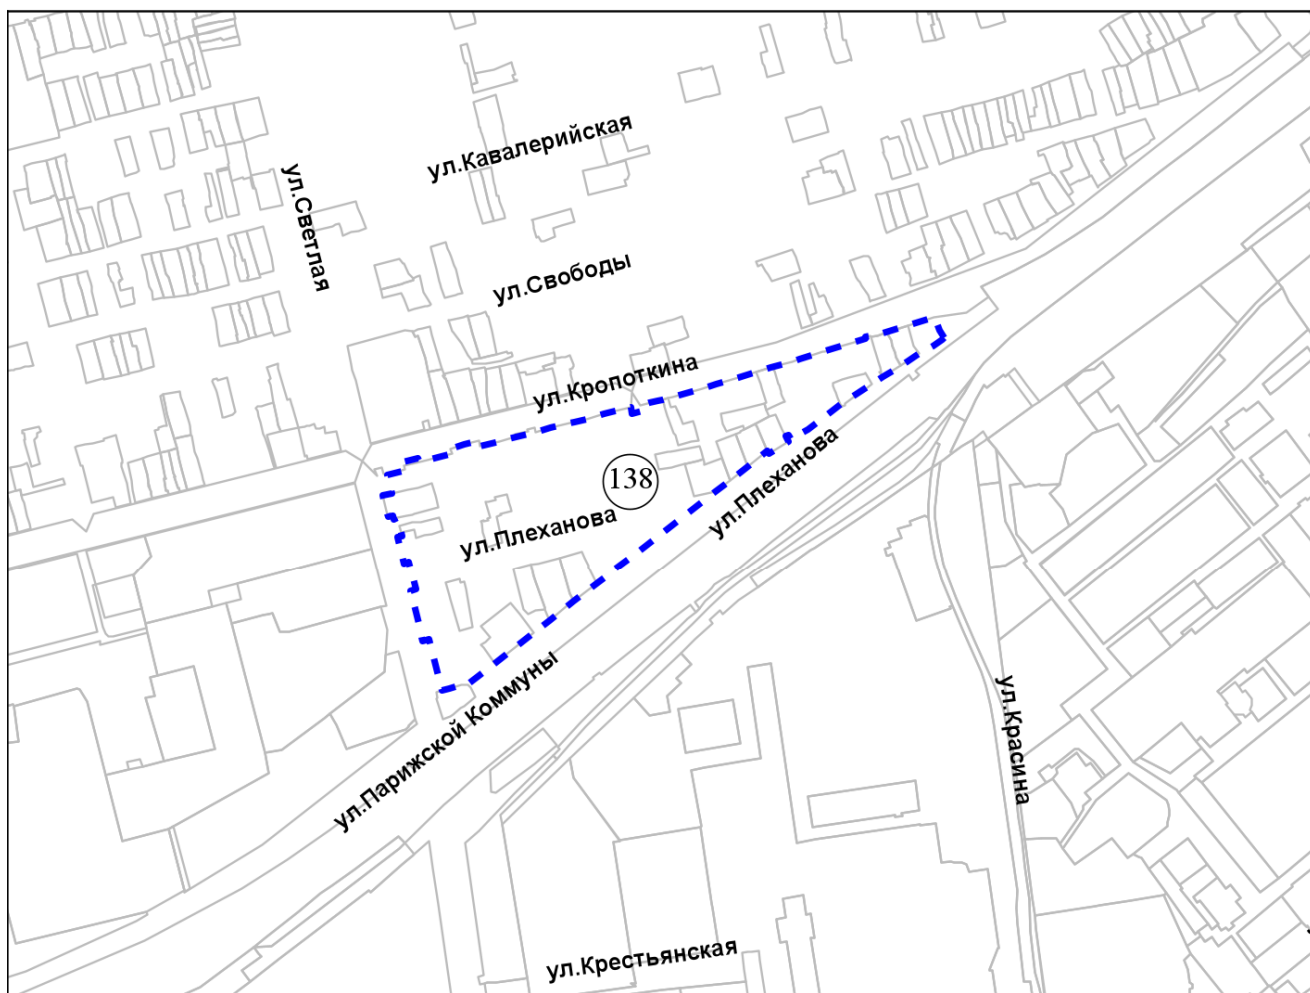 ул.Кавалерийская
ул.Светлая
ул.Свободы
ул.Кропоткина
138
ул.Плеханова
ул.Плеханова
ул.Парижской Коммуны
ул.Красина
ул.Крестьянская